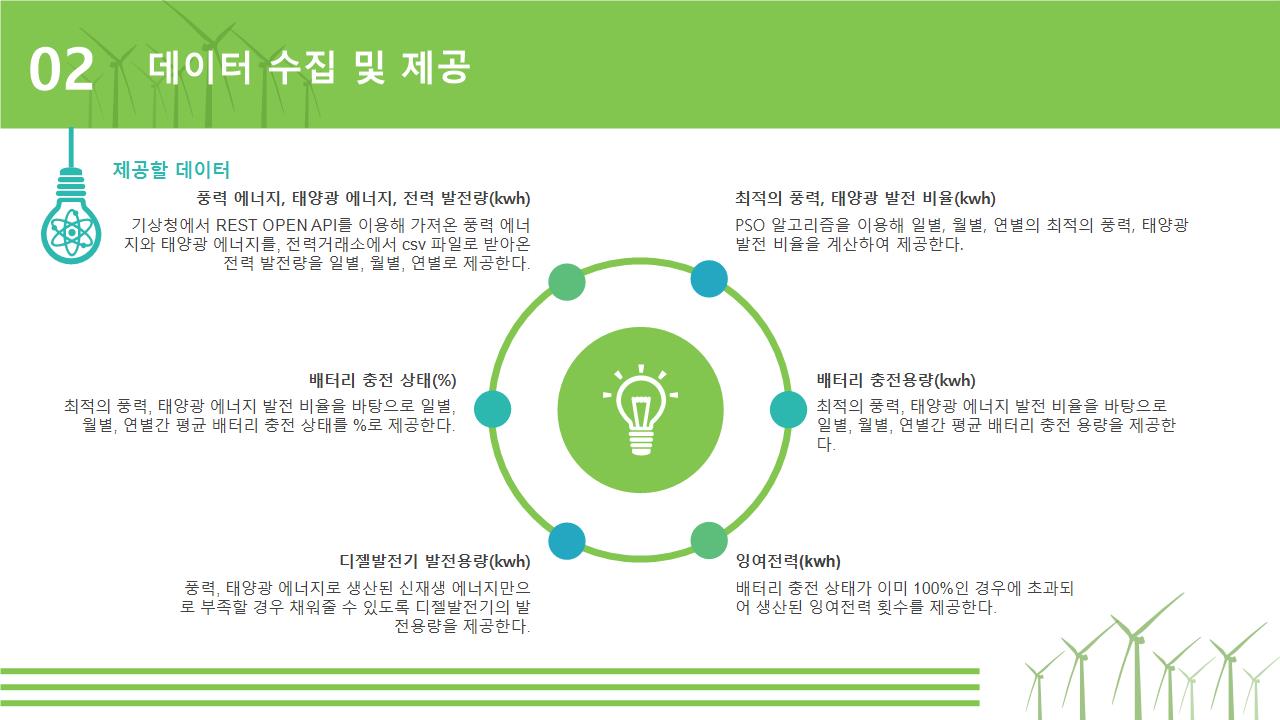 02 데이터 수집 및 제공
제공할 데이터
풍력 에너지, 태양광 에너지, 전력 발전량(kwh)
기상청에서 REST OPEN API를 이용해 가져온 풍력 에너
지와 태양광 에너지를, 전력거래소에서 csv 파일로 받아온
전력 발전량을 일별, 월별, 연별로 제공한다.
최적의 풍력, 태양광 발전 비율(kwh)
PSO 알고리즘을 이용해 일별, 월별, 연별의 최적의 풍력, 태양광
발전 비율을 계산하여 제공한다.
배터리 충전 상태(%)
최적의 풍력, 태양광 에너지 발전 비율을 바탕으로 일별,
월별, 연별간 평균 배터리 충전 상태를 %로 제공한다.
배터리 충전용량(kwh)
최적의 풍력, 태양광 에너지 발전 비율을 바탕으로
일별, 월별, 연별간 평균 배터리 충전 용량을 제공한
다.
디젤발전기 발전용량(kwh)
풍력, 태양광 에너지로 생산된 신재생 에너지만으
로 부족할 경우 채워줄 수 있도록 디젤발전기의 발
전용량을 제공한다.
잉여전력(kwh)
배터리 충전 상태가 이미 100%인 경우에 초과되
어 생산된 잉여전력 횟수를 제공한다.